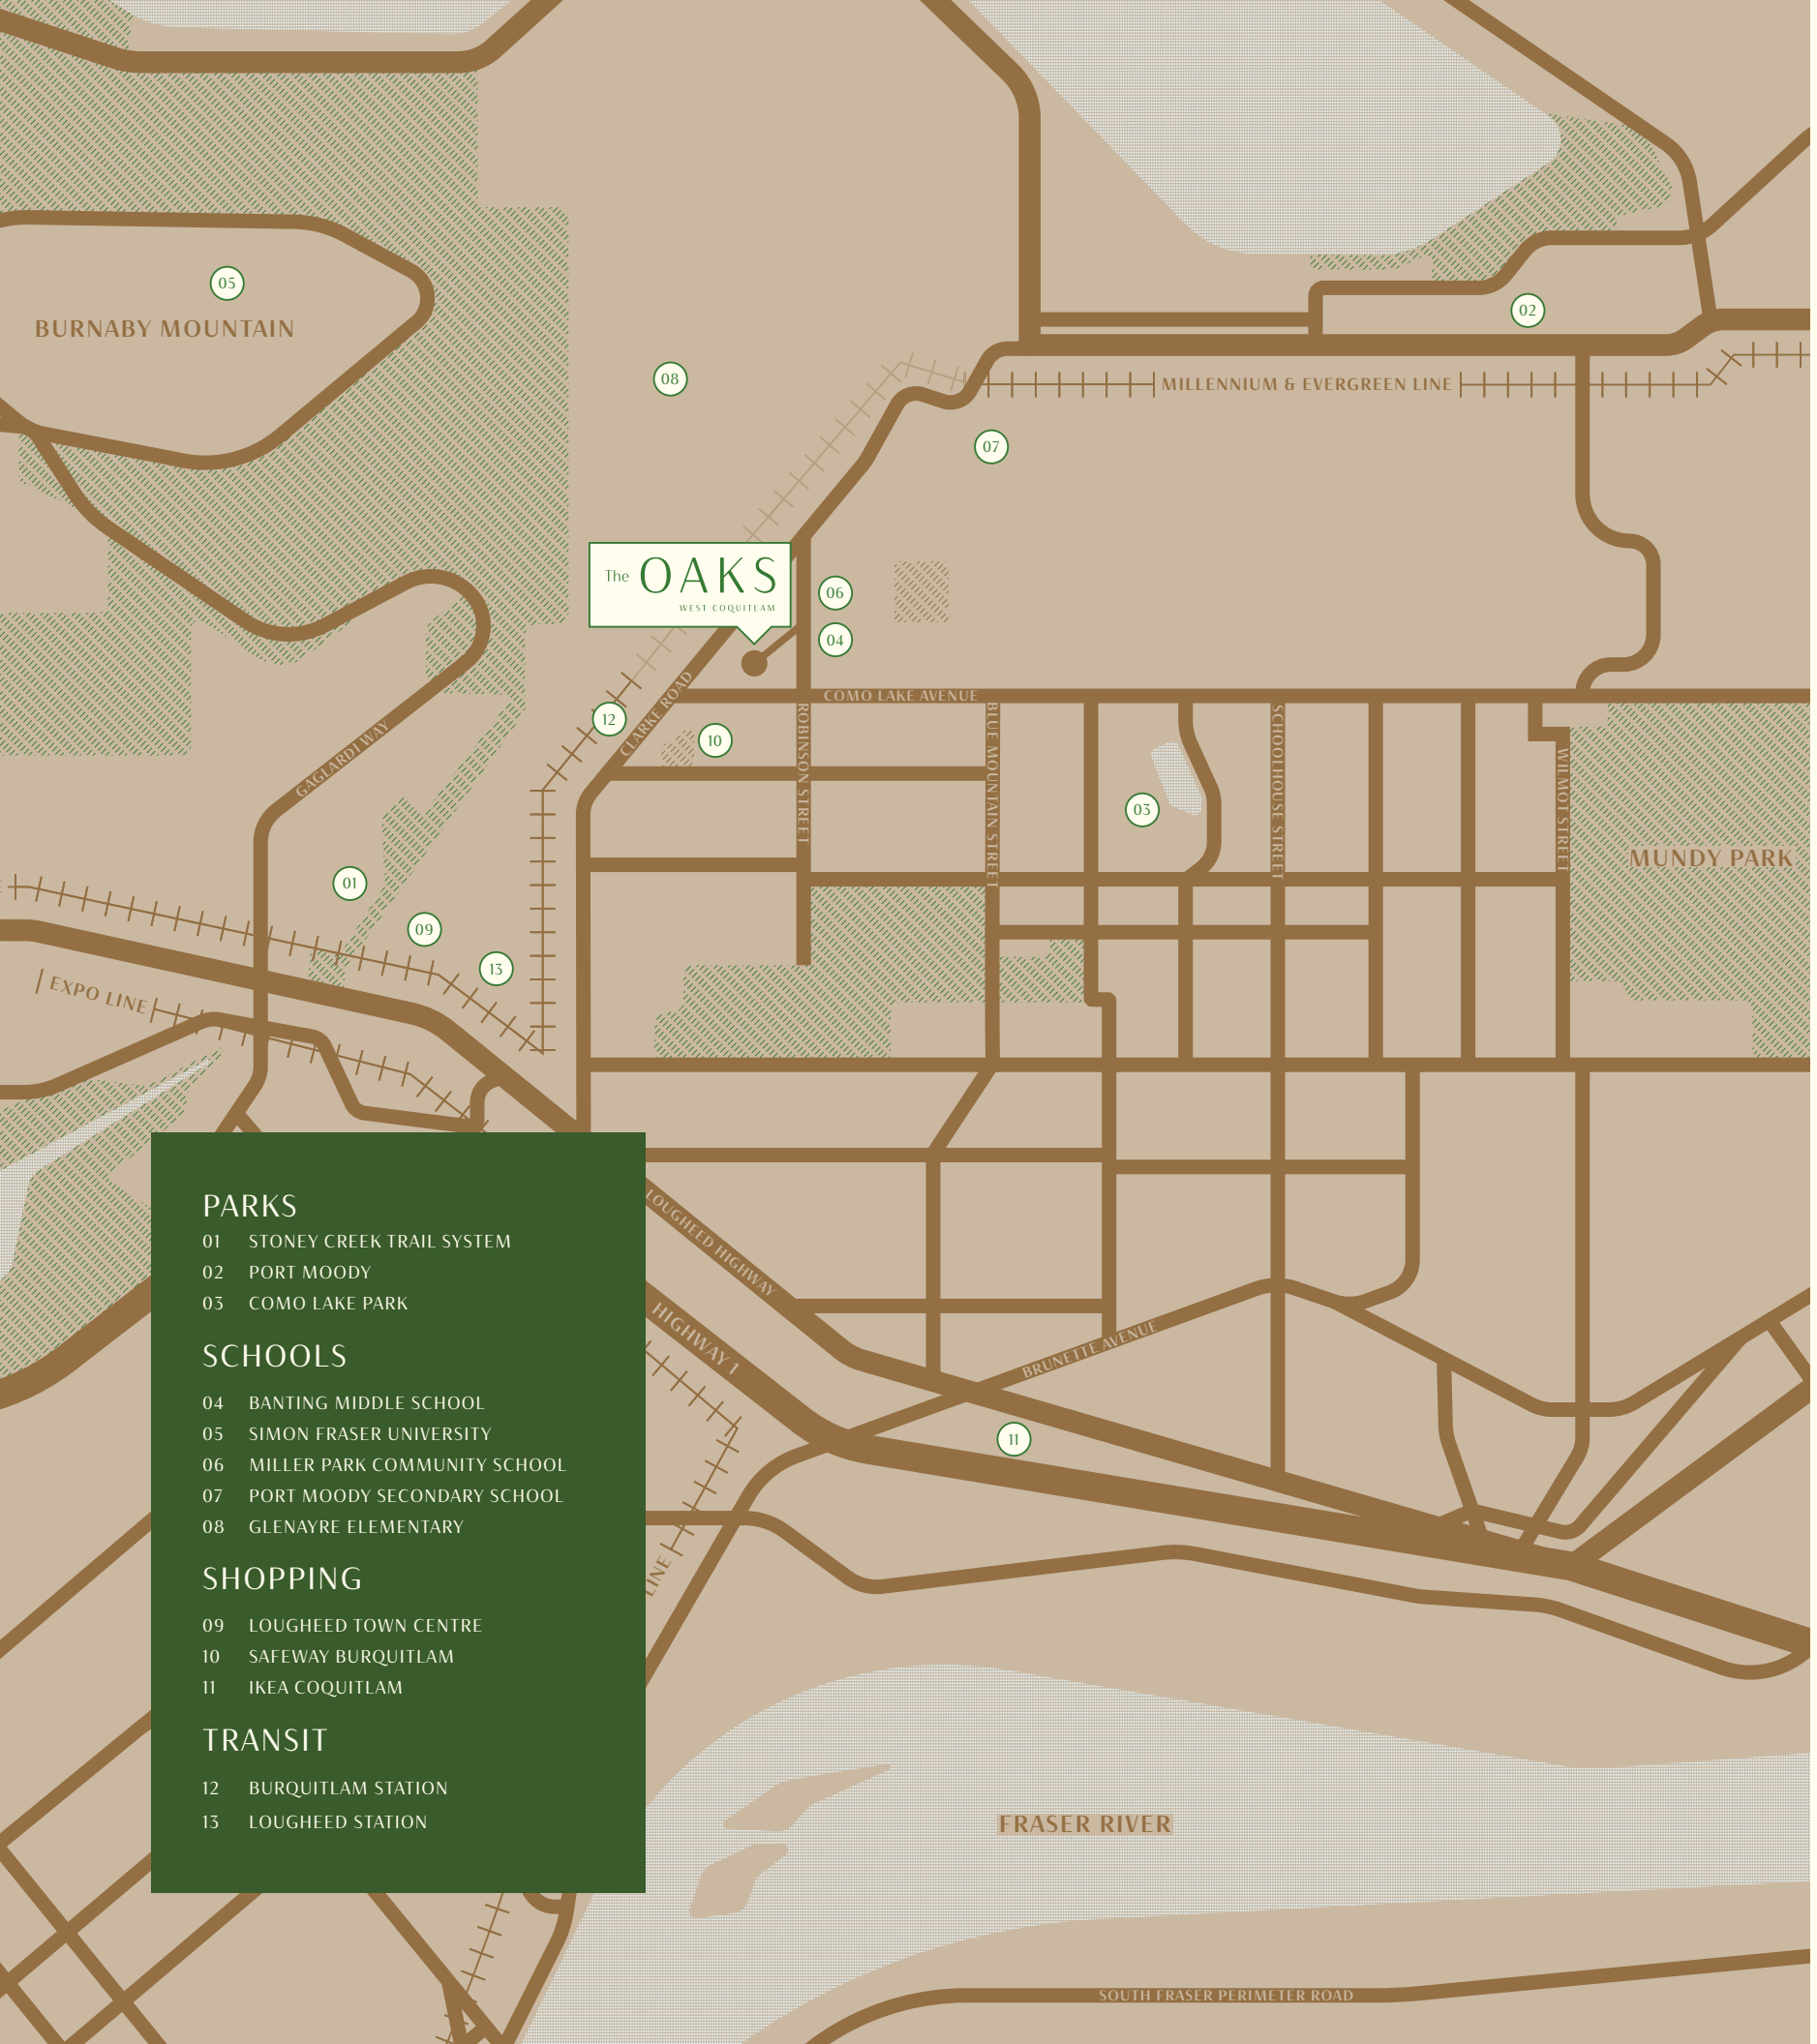 05
BURNABY MOUNTAIN
02
08
MILLENNIUM & EVERGREEN LINE
07
The OAKS
WEST COQUITLAM
06
04
COMO LAKE AVENUE
CLARKE ROAD
12
10
ROBINSON STREET
BLUE MOUNTAIN STREET
SCHOOLHOUSE STREET
WILMOT STREET
GAGLARDI WAY
03
MUNDY PARK
01
09
13
EXPO LINE
LOUGHEED HIGHWAY
HIGHWAY 1
BRUNETTE AVENUE
11
LINE
PARKS
01 STONEY CREEK TRAIL SYSTEM
02 PORT MOODY
03 COMO LAKE PARK
SCHOOLS
04 BANTING MIDDLE SCHOOL
05 SIMON FRASER UNIVERSITY
06 MILLER PARK COMMUNITY SCHOOL
07 PORT MOODY SECONDARY SCHOOL
08 GLENAYRE ELEMENTARY
SHOPPING
09 LOUGHEED TOWN CENTRE
10 SAFEWAY BURQUITLAM
11 IKEA COQUITLAM
TRANSIT
12 BURQUITLAM STATION
13 LOUGHEED STATION
FRASER RIVER
SOUTH FRASER PERIMETER ROAD